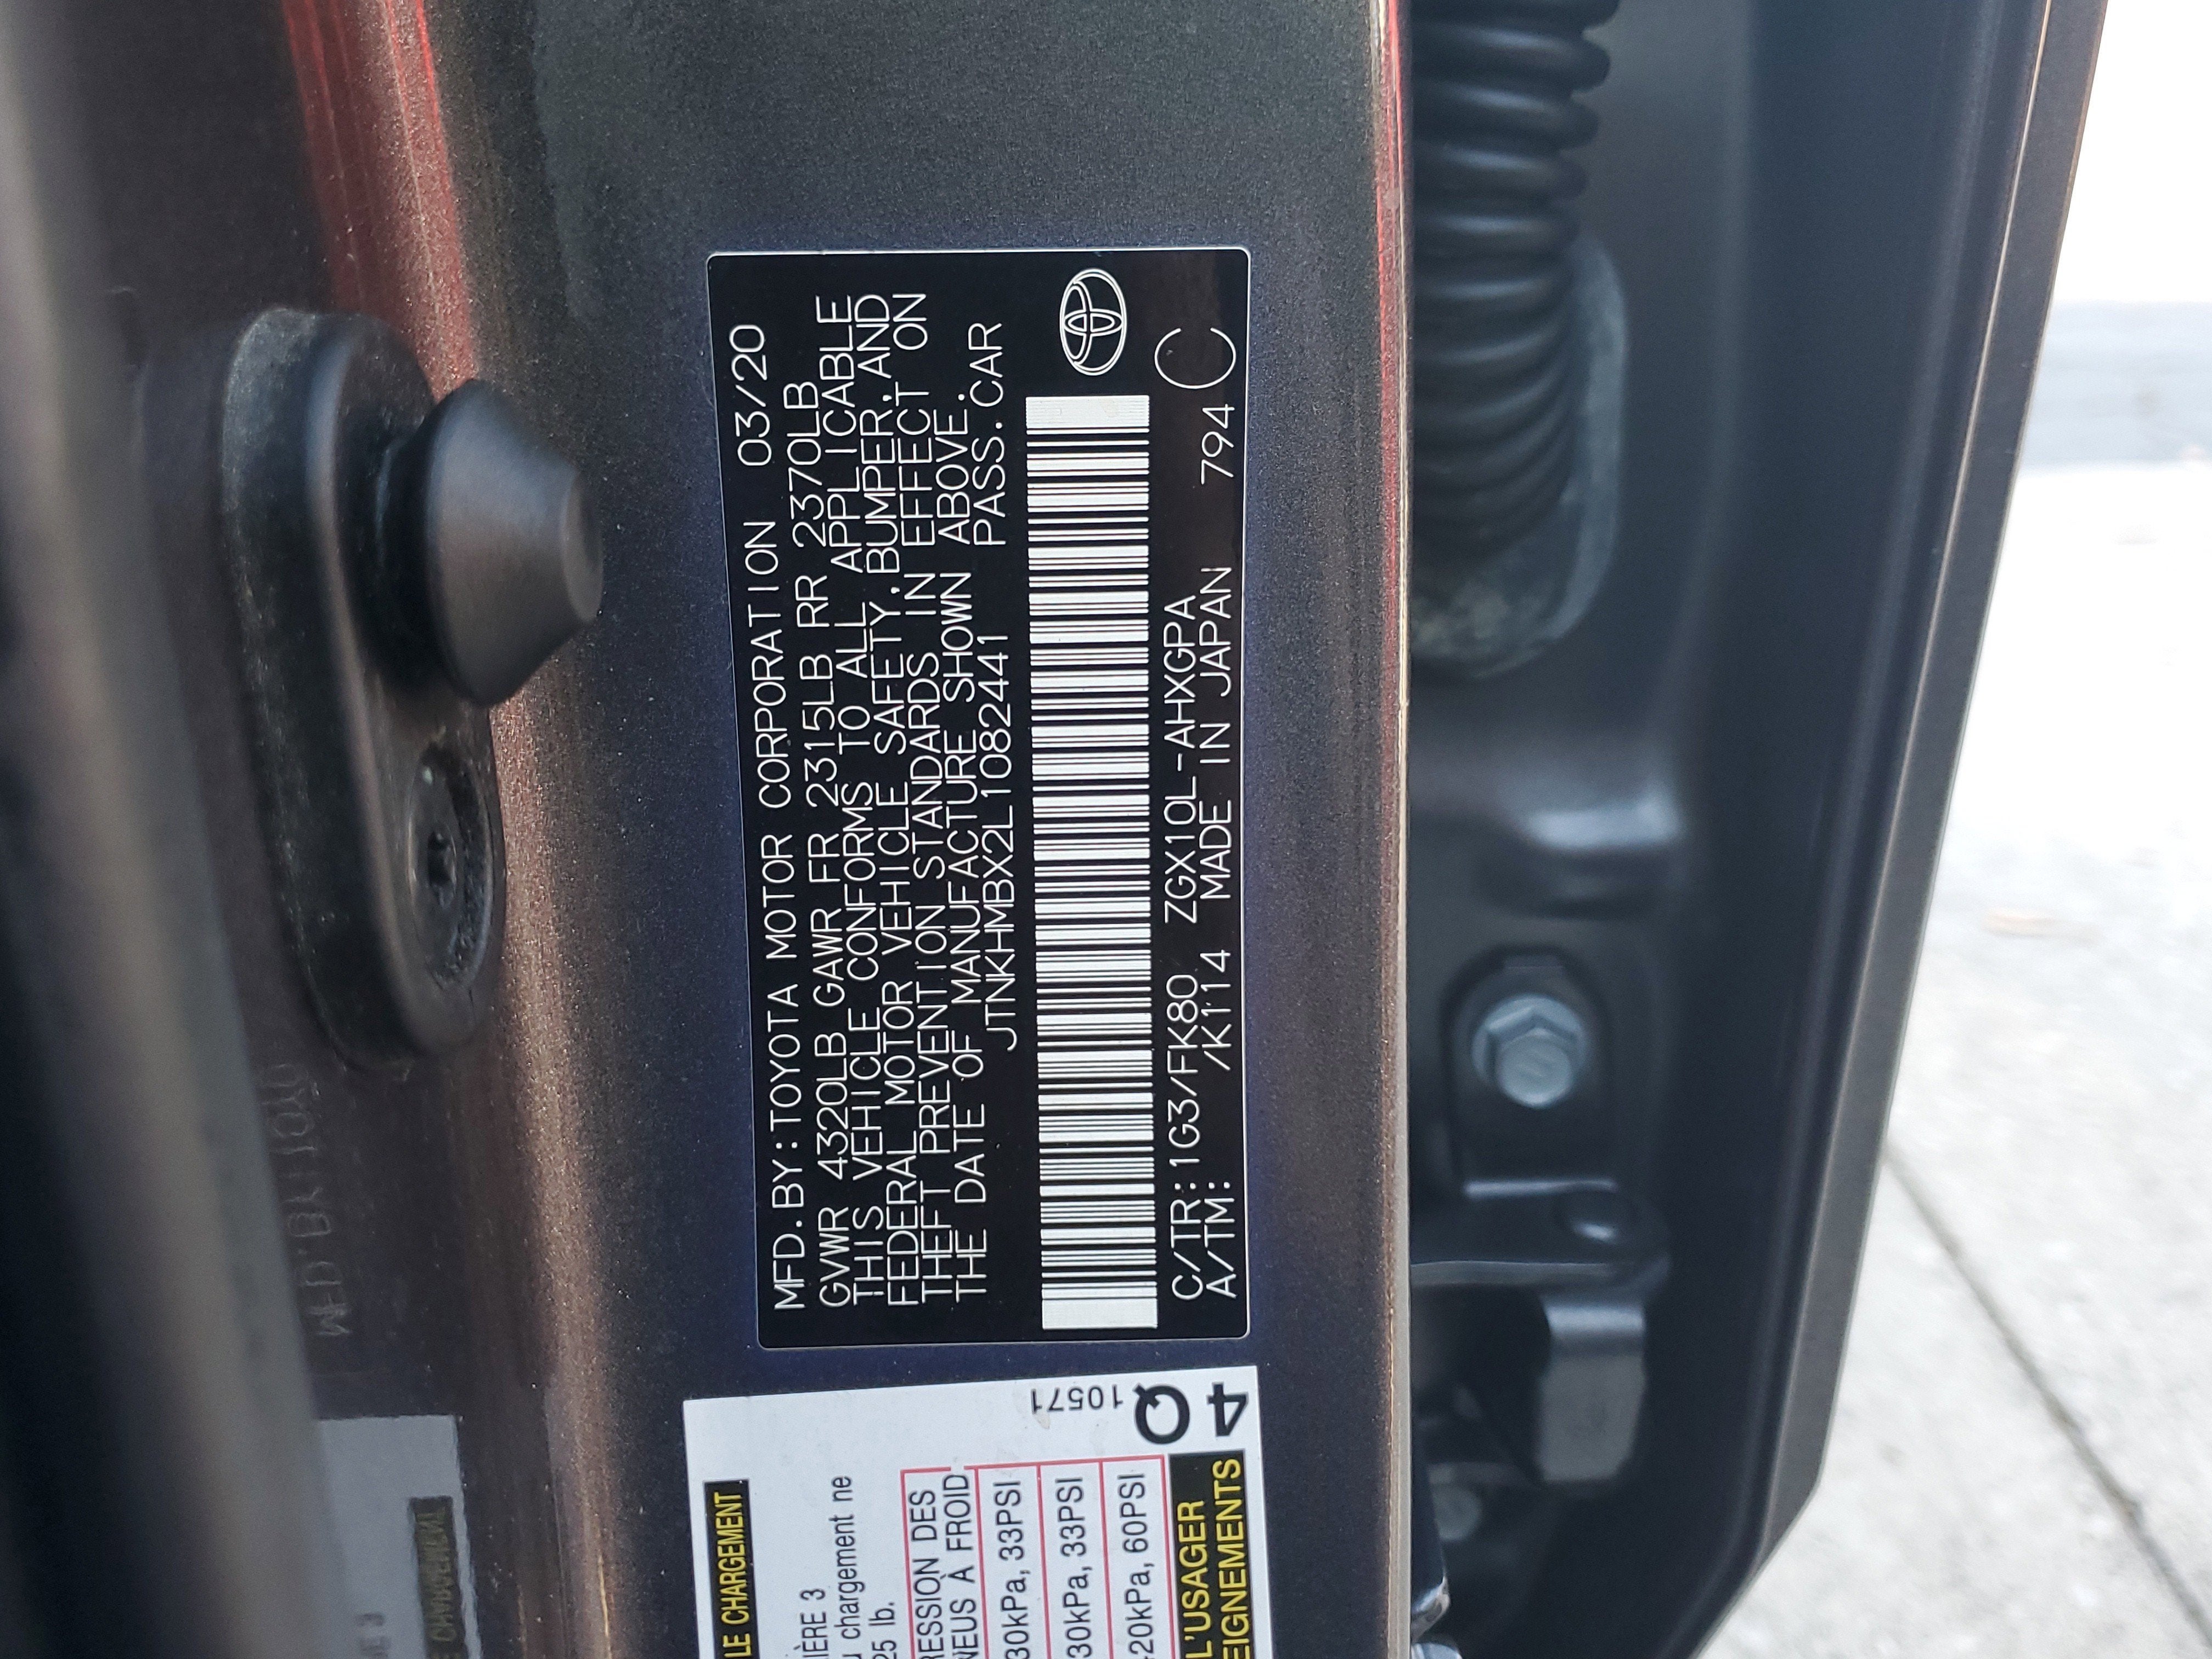 MFD.BY:TOYOTA MOTOR CORPORATION 03/20
GVWR 4320LB GAWR FR 2315LB RR 2370LB
THIS VEHICLE CONFORMS TO ALL APPLICABLE
FEDERAL MOTOR VEHICLE SAFETY,BUMPER,AND
THEFT PREVENTION STANDARDS IN EFFECT ON
THE DATE OF MANUFACTURE SHOWN ABOVE.
JTNKHMBX2L1082441 PASS.CAR
C/TR:1G3/FK80 ZGX10L-AHXGPA
A/TM: /K114 MADE IN JAPAN 794 C
LE CHARGEMENT
3
chargement ne
25 lb.
DES
À FROID
30kPa, 33PSI
30kPa, 33PSI
20kPa, 60PSI
L'USAGER
EIGNEMENTS
10571
4Q